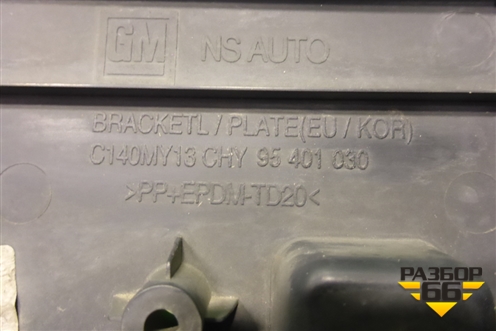 GM NS AUTO
BRACKETL/PLATE(EU/KOR)
C140MY13 CHY 95 401 030
>PP+EPDM-TD20<
РАЗБОР
66